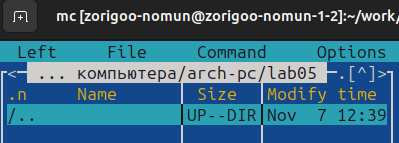 mc [zorigoo-nomun@zorigoo-nomun-1-2]:~/work/
Left File Command Options
<— ... компьютера/arch-pc/lab05 —.[^]>
.n Name Size Modify time
/.. UP--DIR Nov 7 12:39